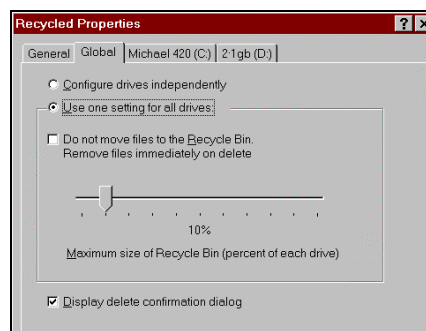 Recycled Properties
General Global Michael 420 (C:) 2·1gb (D:)
Configure drives independently
Use one setting for all drives:
Do not move files to the Recycle Bin.
Remove files immediately on delete
10%
Maximum size of Recycle Bin (percent of each drive)
Display delete confirmation dialog